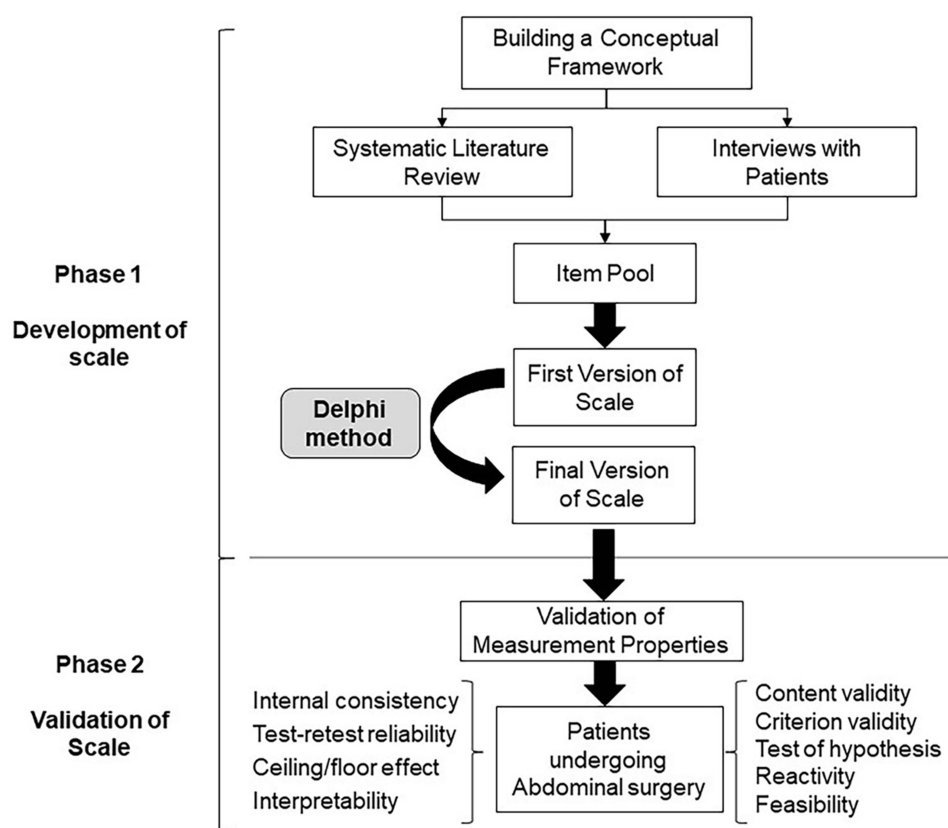 Building a Conceptual
Framework
Systematic Literature
Review
Interviews with
Patients
Item Pool
Phase 1
Development of
scale
First Version of
Scale
Delphi
method
Final Version
of Scale
Validation of
Measurement Properties
Phase 2
Validation of
Scale
Internal consistency
Test-retest reliability
Ceiling/floor effect
Interpretability
Patients
undergoing
Abdominal surgery
Content validity
Criterion validity
Test of hypothesis
Reactivity
Feasibility